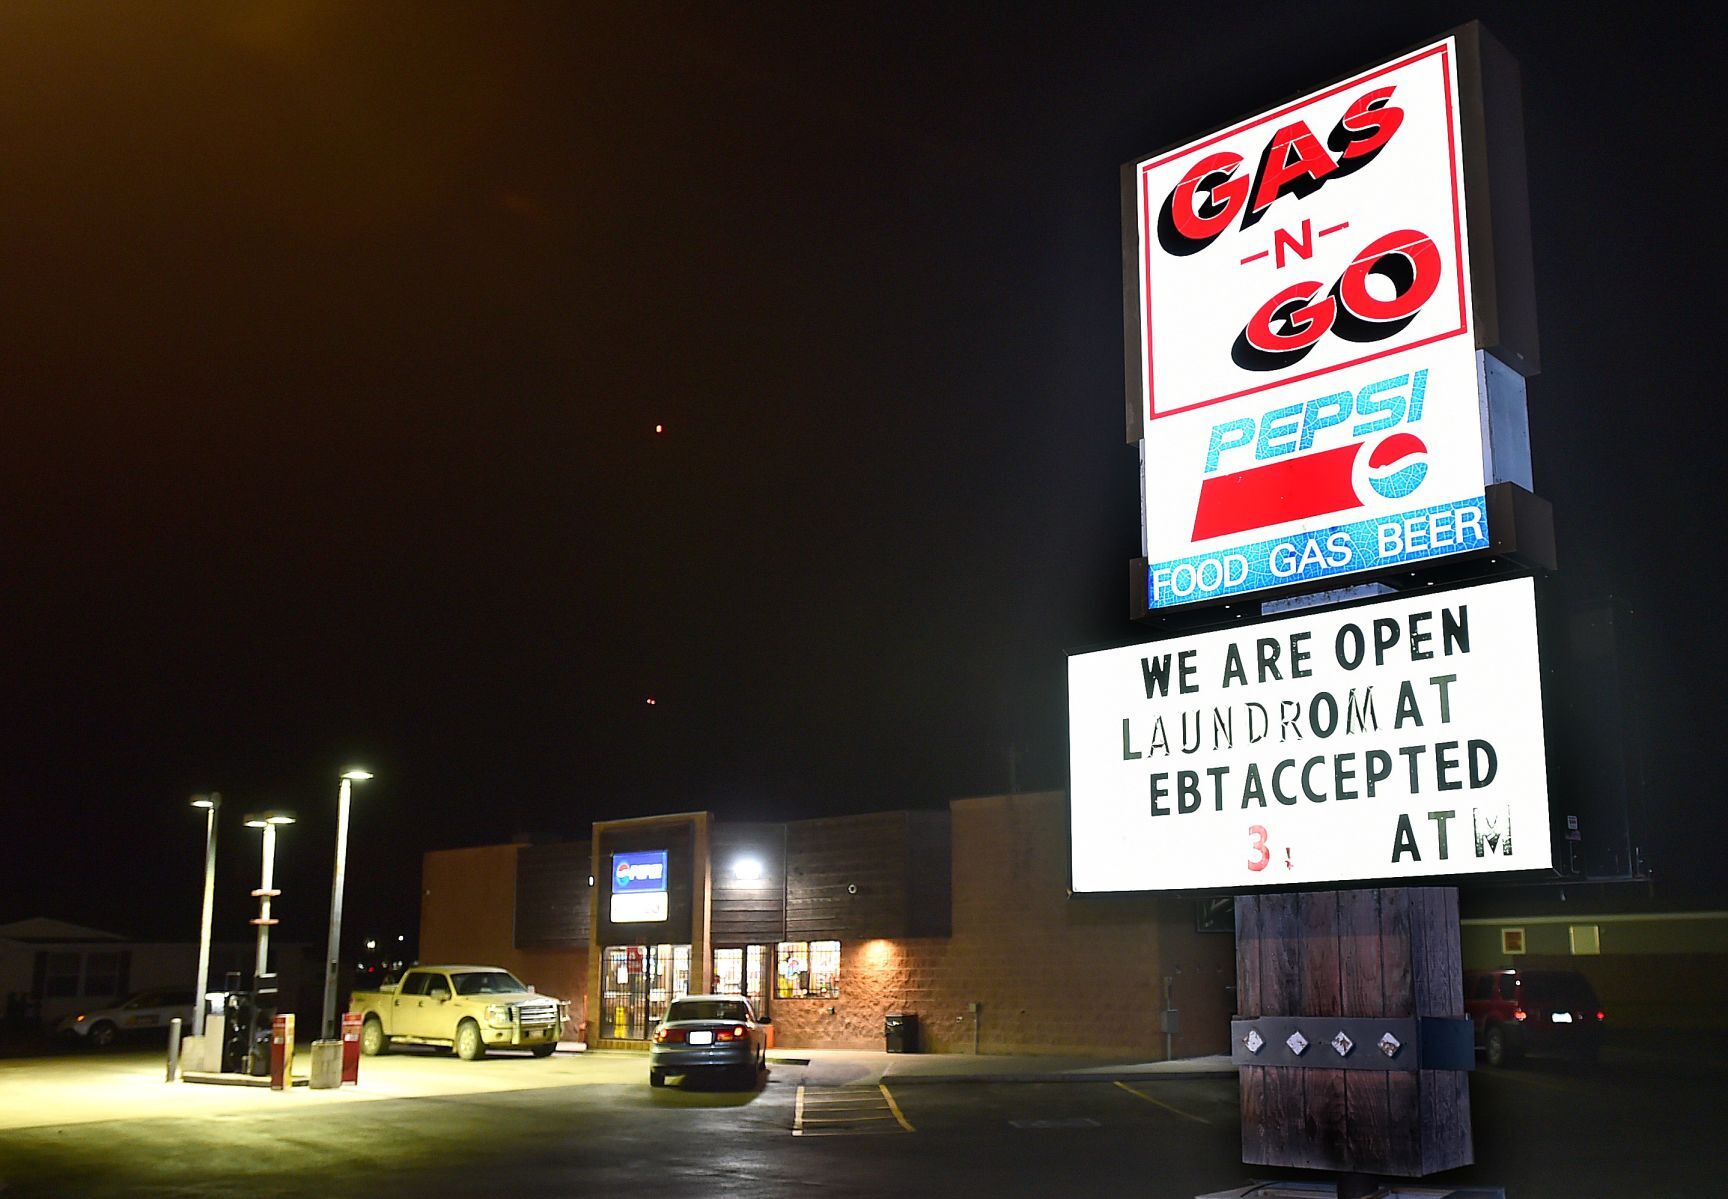 GAS
-N-
GO
PEPSI
FOOD GAS BEER
WE ARE OPEN
LAUNDROMAT
EBT ACCEPTED
3. ATM
PEPSI